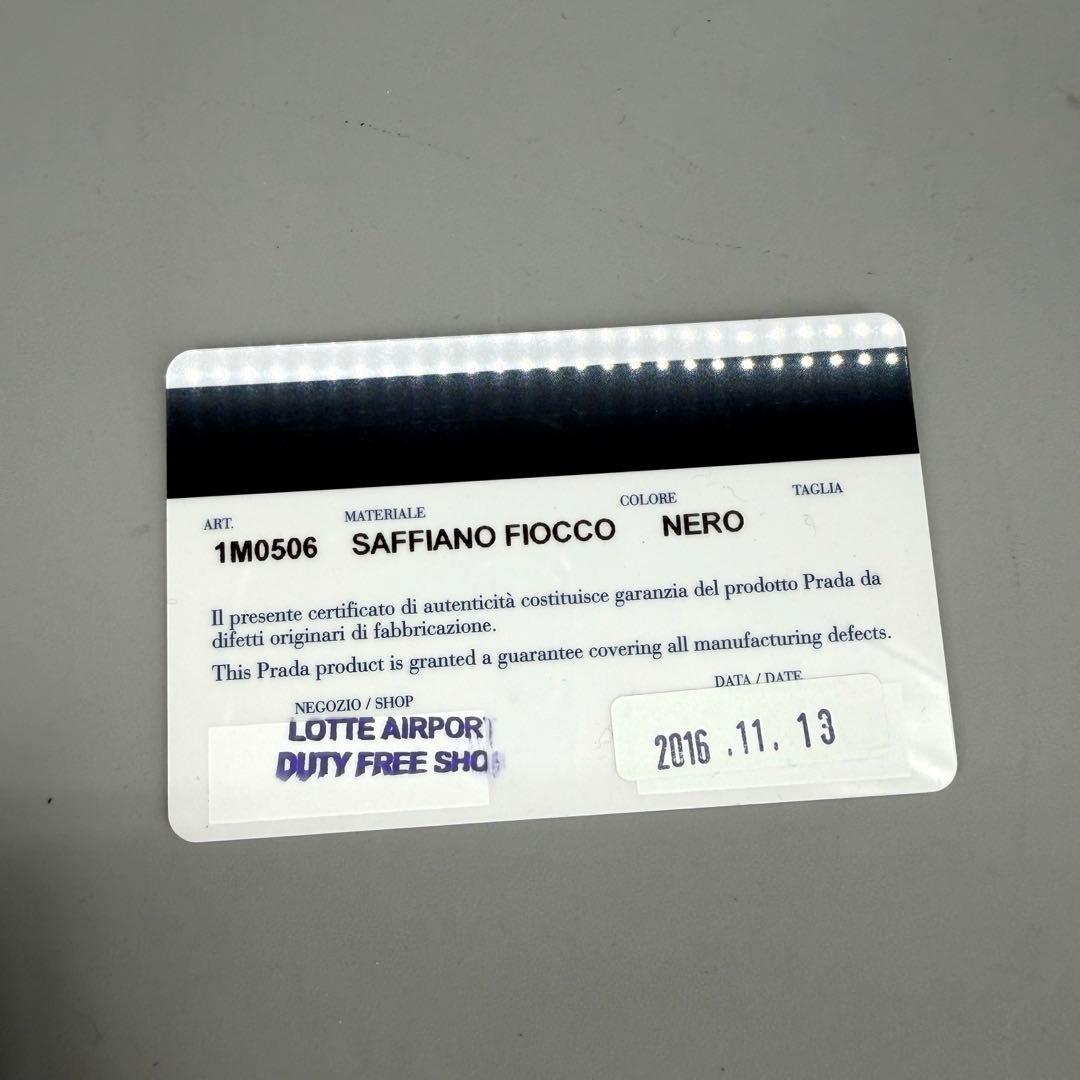 ART. MATERIALE COLORE TAGLIA
1M0506 SAFFIANO FIOCCO NERO
Il presente certificato di autenticità costituisce garanzia del prodotto Prada da
difetti originari di fabbricazione.
This Prada product is granted a guarantee covering all manufacturing defects.
NEGOZIO / SHOP DATA / DATE
LOTTE AIRPORT
DUTY FREE SHO
2016 .11. 13